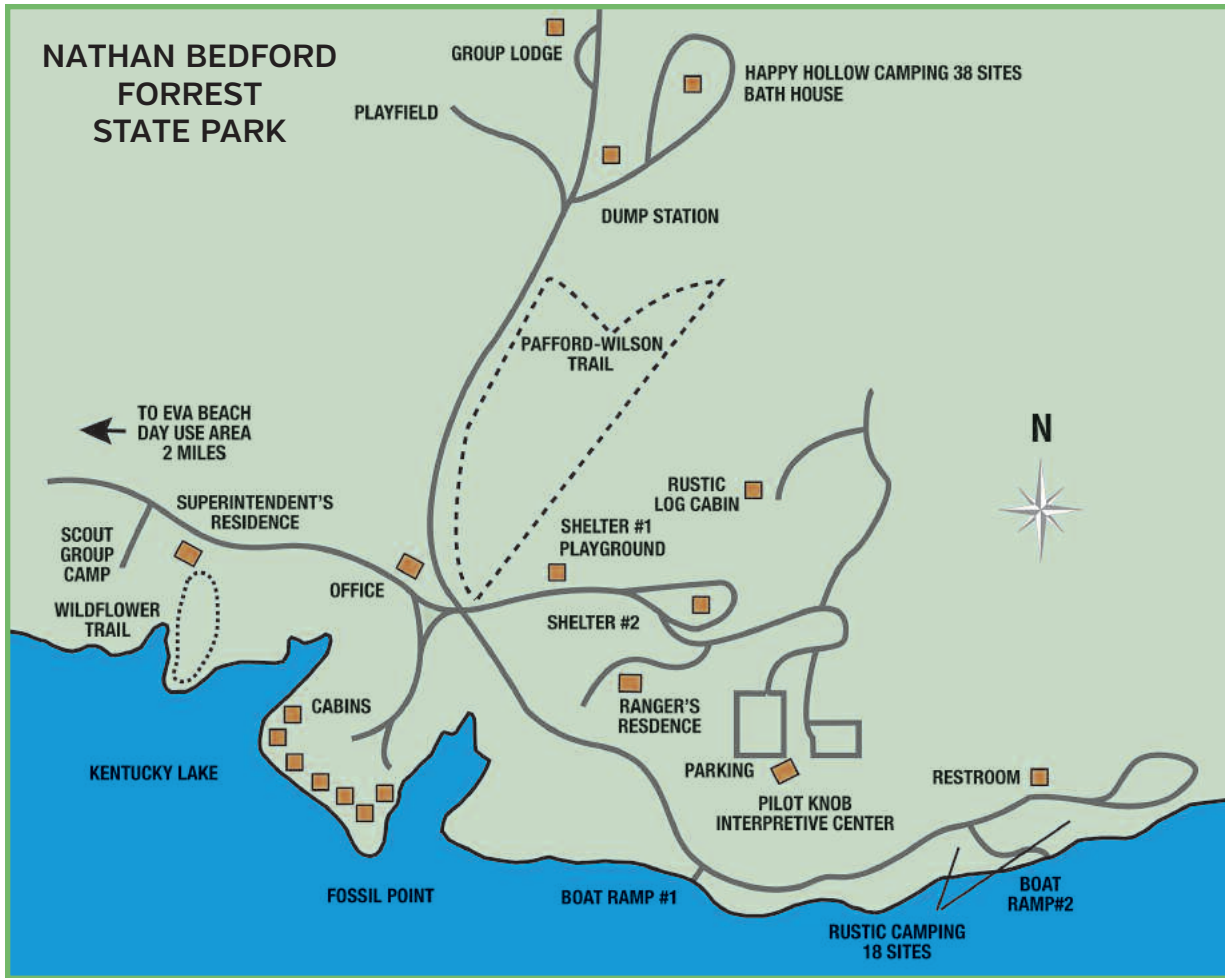 NATHAN BEDFORD
FORREST
STATE PARK
GROUP LODGE
HAPPY HOLLOW CAMPING 38 SITES
BATH HOUSE
PLAYFIELD
DUMP STATION
PAFFORD-WILSON
TRAIL
TO EVA BEACH
DAY USE AREA
2 MILES
N
SUPERINTENDENT'S
RESIDENCE
RUSTIC
LOG CABIN
SCOUT
GROUP
CAMP
SHELTER #1
PLAYGROUND
OFFICE
WILDFLOWER
TRAIL
SHELTER #2
CABINS
RANGER'S
RESDENCE
KENTUCKY LAKE
PARKING
RESTROOM
PILOT KNOB
INTERPRETIVE CENTER
FOSSIL POINT
BOAT RAMP #1
BOAT
RAMP#2
RUSTIC CAMPING
18 SITES